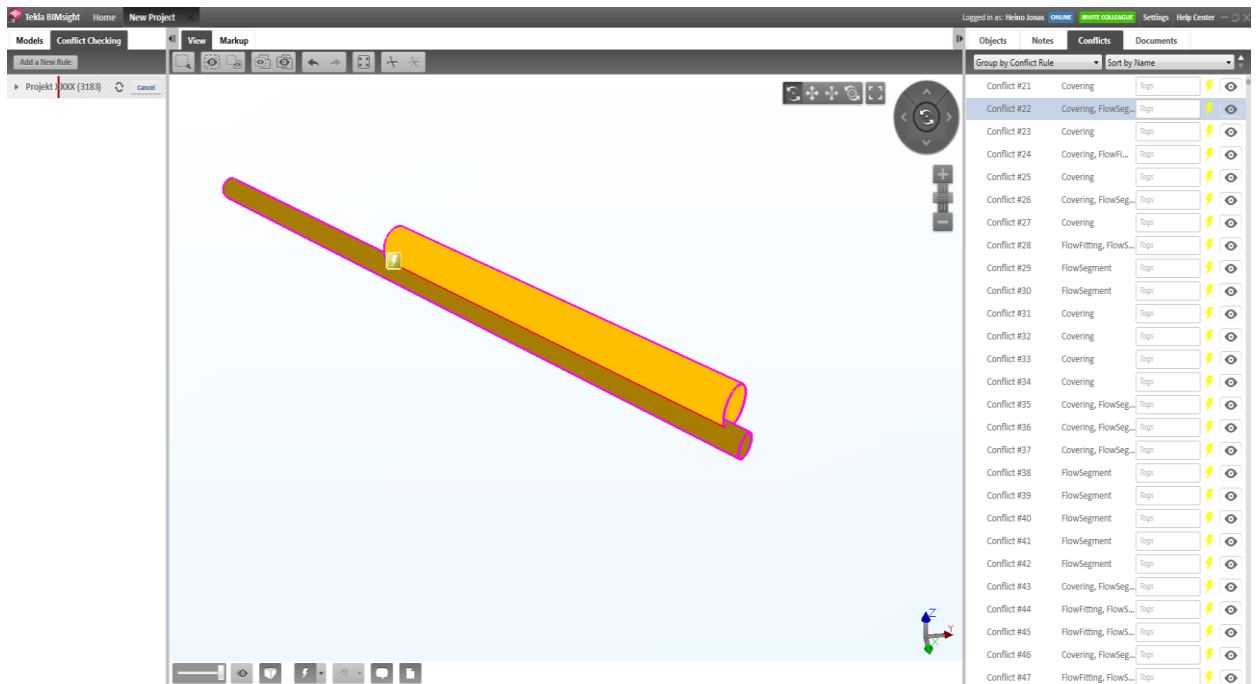 Tekla BIMsight Home New Project Logged in as: Heino Jonas ONLINE INVITE COLLEAGUE Settings Help Center
Models Conflict Checking View Markup Objects Notes Conflicts Documents
Add a New Rule Group by Conflict Rule Sort by Name
Projekt XXXX (3183) Cancel
Conflict #21 Covering Tags
Conflict #22 Covering, FlowSeg... Tags
Conflict #23 Covering Tags
Conflict #24 Covering, FlowFi... Tags
Conflict #25 Covering Tags
Conflict #26 Covering, FlowSeg... Tags
Conflict #27 Covering Tags
Conflict #28 FlowFitting, FlowS... Tags
Conflict #29 FlowSegment Tags
Conflict #30 FlowSegment Tags
Conflict #31 Covering Tags
Conflict #32 Covering Tags
Conflict #33 Covering Tags
Conflict #34 Covering Tags
Conflict #35 Covering, FlowSeg... Tags
Conflict #36 Covering, FlowSeg... Tags
Conflict #37 Covering, FlowSeg... Tags
Conflict #38 FlowSegment Tags
Conflict #39 FlowSegment Tags
Conflict #40 FlowSegment Tags
Conflict #41 FlowSegment Tags
Conflict #42 FlowSegment Tags
Conflict #43 Covering, FlowSeg... Tags
Conflict #44 FlowFitting, FlowS... Tags
Conflict #45 FlowFitting, FlowS... Tags
Conflict #46 Covering, FlowSeg... Tags
Conflict #47 FlowFitting, FlowS... Tags
Z
Y
X